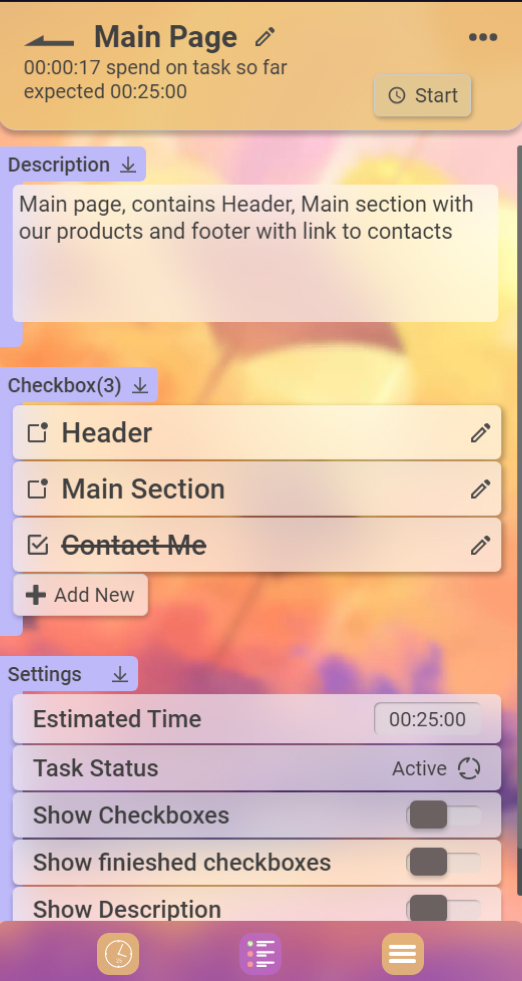 Main Page
00:00:17 spend on task so far
expected 00:25:00
Start
Description
Main page, contains Header, Main section with
our products and footer with link to contacts
Checkbox(3)
Header
Main Section
Contact Me
Add New
Settings
Estimated Time
00:25:00
Task Status
Active
Show Checkboxes
Show finieshed checkboxes
Show Description